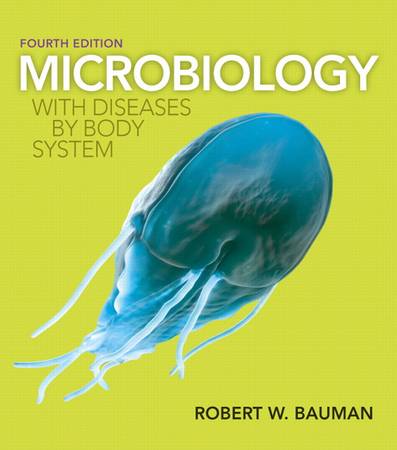 FOURTH EDITION
MICROBIOLOGY
WITH DISEASES
BY BODY
SYSTEM
ROBERT W. BAUMAN